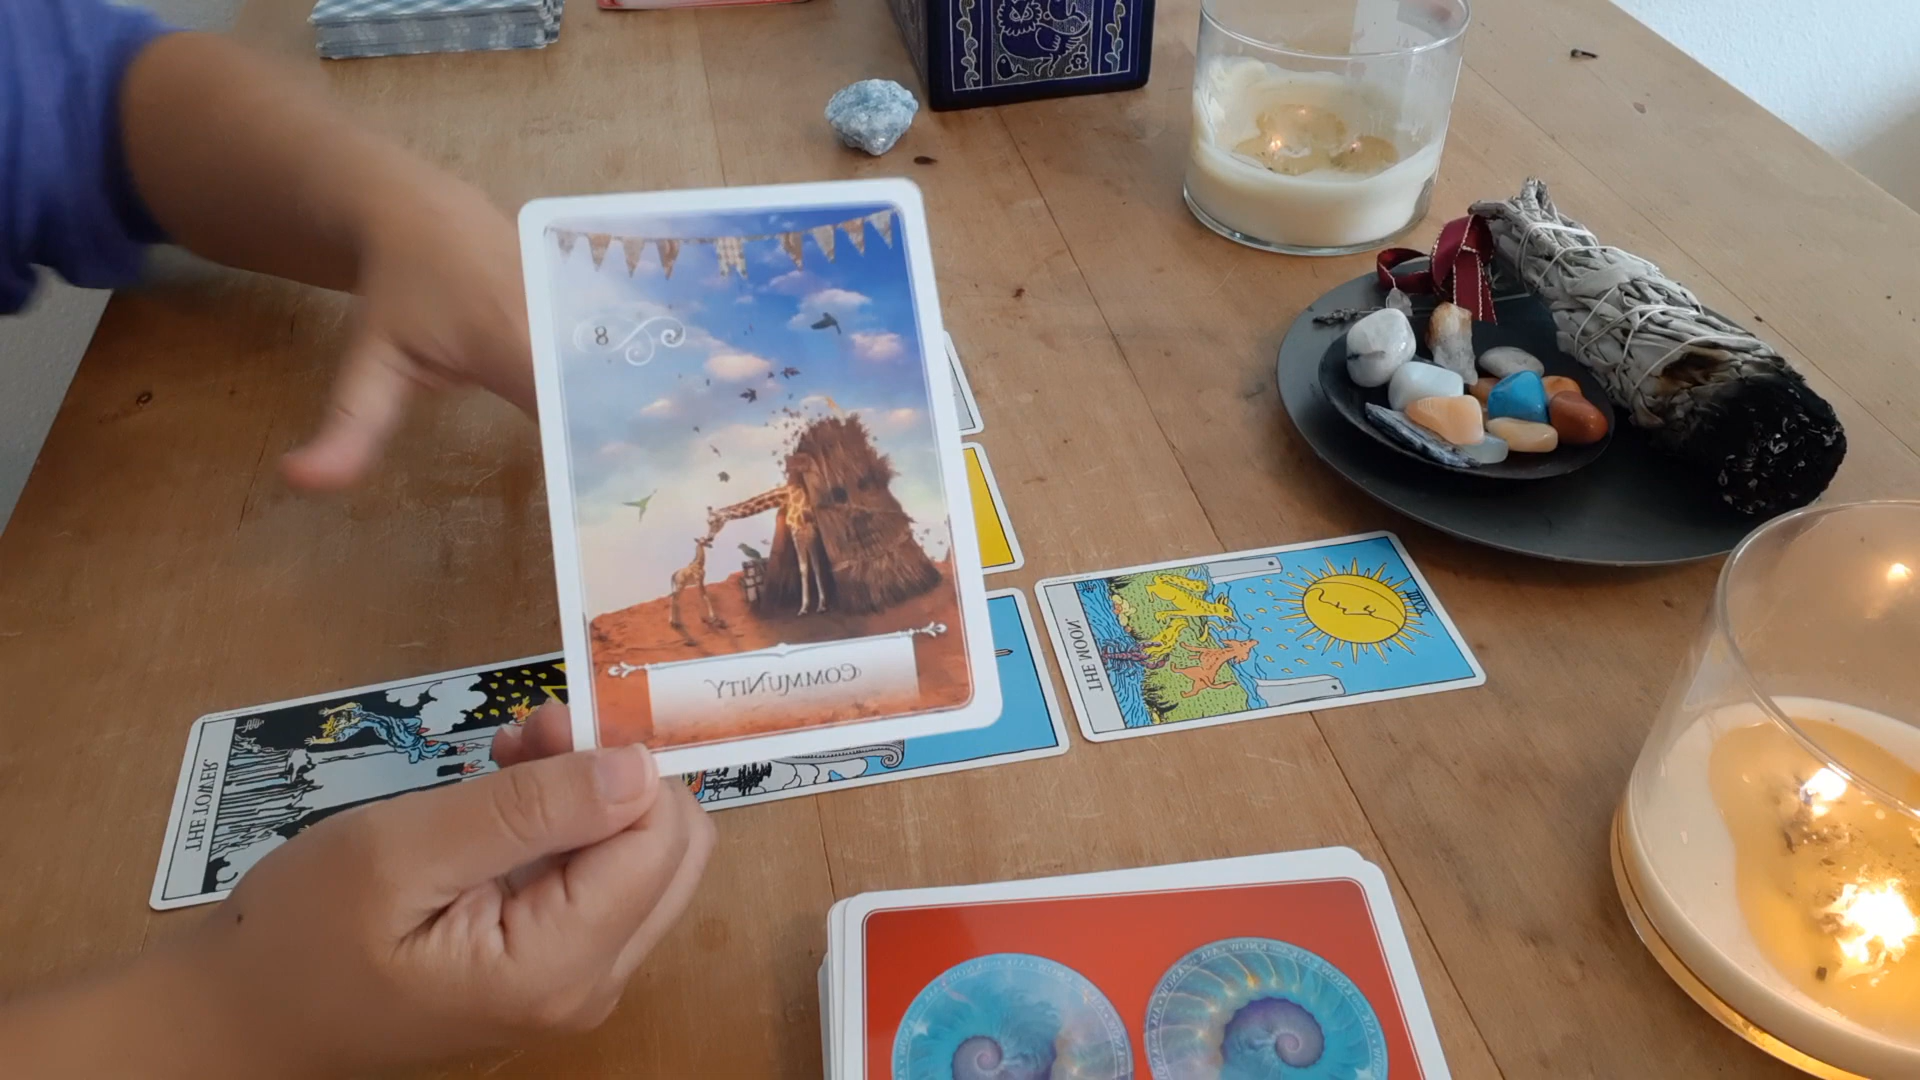 8
COMMUNITY
THE MOON.
THE TOWER.
XVIII